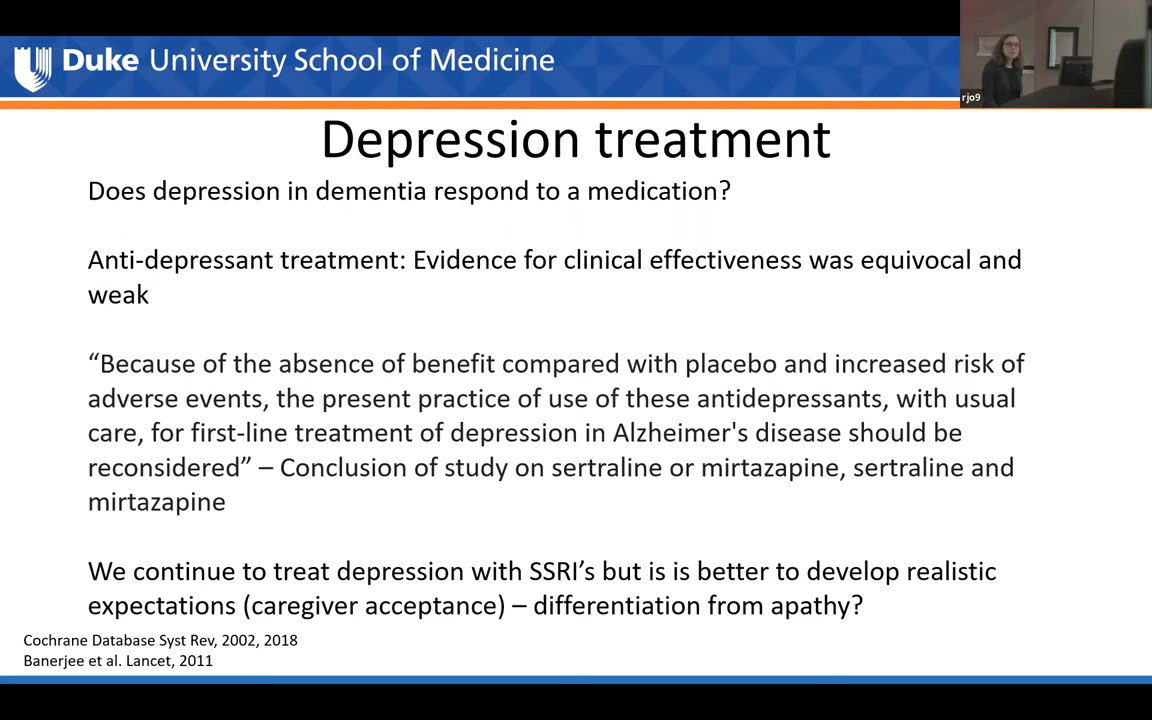 Duke University School of Medicine
rjo9
Depression treatment
Does depression in dementia respond to a medication?
Anti-depressant treatment: Evidence for clinical effectiveness was equivocal and
weak
“Because of the absence of benefit compared with placebo and increased risk of
adverse events, the present practice of use of these antidepressants, with usual
care, for first-line treatment of depression in Alzheimer's disease should be
reconsidered” – Conclusion of study on sertraline or mirtazapine, sertraline and
mirtazapine
We continue to treat depression with SSRI’s but is is better to develop realistic
expectations (caregiver acceptance) – differentiation from apathy?
Cochrane Database Syst Rev, 2002, 2018
Banerjee et al. Lancet, 2011